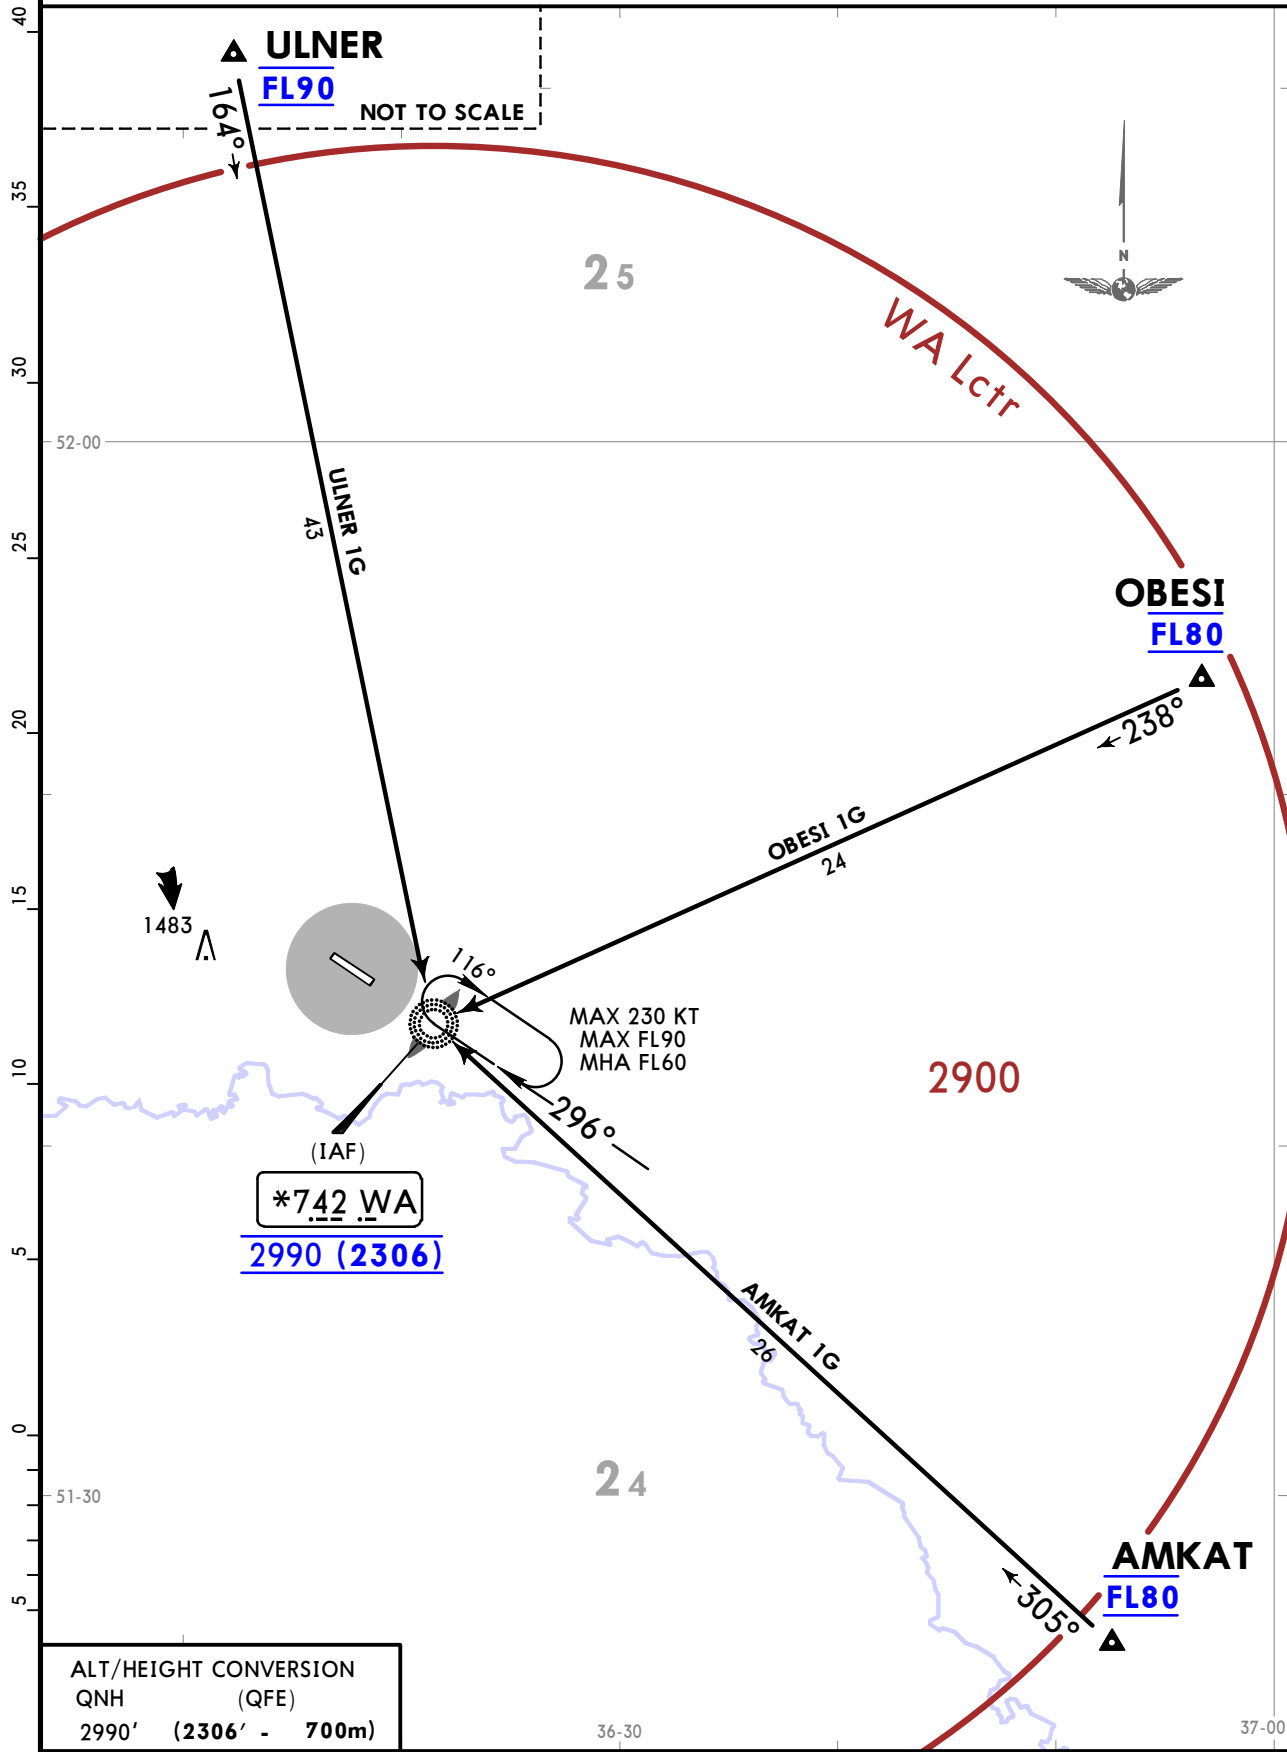 40
ULNER
FL90
164°
NOT TO SCALE
35
N
25
WA Lctr
30
52-00
ULNER 1G
43
25
OBESI
FL80
238°
20
OBESI 1G
24
15
1483
116°
MAX 230 KT
MAX FL90
MHA FL60
10
2900
296°
(IAF)
*742 WA
2990 (2306)
5
AMKAT 1G
26
0
24
51-30
AMKAT
FL80
305°
5
ALT/HEIGHT CONVERSION
QNH (QFE)
2990' (2306' - 700m)
36-30
37-00